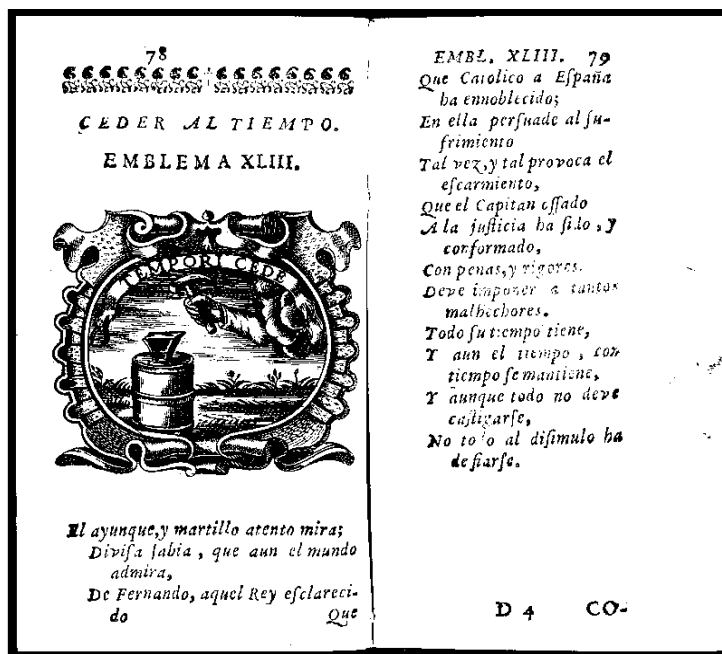 78
CEDER AL TIEMPO.
EMBLEMA XLIII.
TEMPORI CEDE
El ayunque, y martillo atento mira;
Diviſa ſabia, que aun el mundo
admira,
De Fernando, aquel Rey eſclareci-
do Que
EMBL. XLIII. 79
Que Catolico a Eſpaña
ha ennoblecido;
En ella perſuade al ſu-
frimiento
Tal vez, y tal provoca el
eſcarmiento,
Que el Capitan oſſado
A la juſticia ha ſido, y
conformado,
Con penas, y rigores.
Deve imponer a tantos
malhechores.
Todo ſu tiempo tiene,
Y aun el tiempo, con
tiempo ſe mantiene,
Y aunque todo no deve
caſtigarſe,
No todo al diſimulo ha
de fiarſe.
D 4 CO-